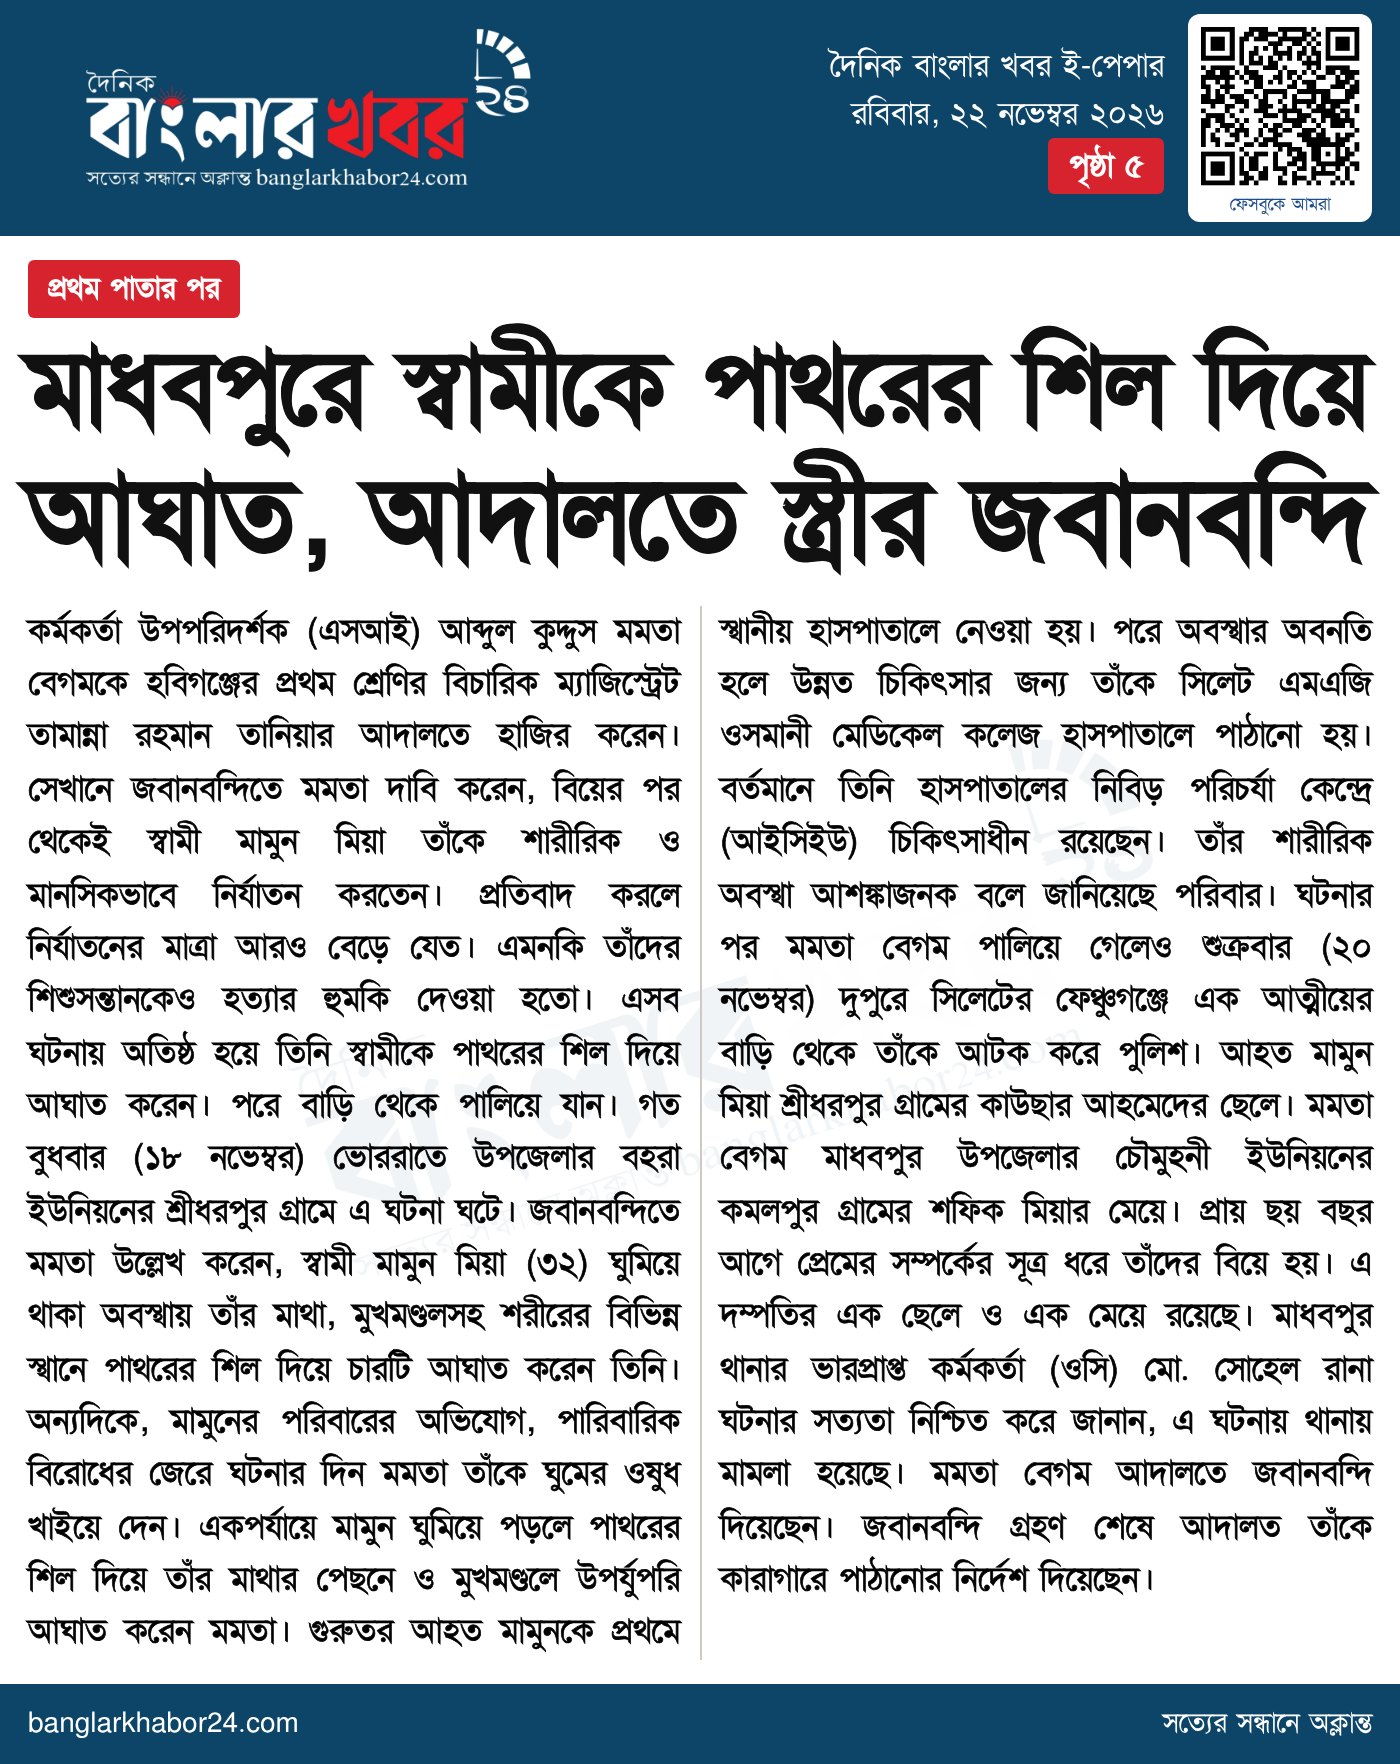 দৈনিক
বাংলার খবর
২৪
সত্যের সন্ধানে অক্লান্ত banglarkhabor24.com
দৈনিক বাংলার খবর ই-পেপার
রবিবার, ২২ নভেম্বর ২০২৬
পৃষ্ঠা ৫
ফেসবুকে আমরা
প্রথম পাতার পর
মাধবপুরে স্বামীকে পাথরের শিল দিয়ে
আঘাত, আদালতে স্ত্রীর জবানবন্দি
কর্মকর্তা উপপরিদর্শক (এসআই) আব্দুল কুদ্দুস মমতা
বেগমকে হবিগঞ্জের প্রথম শ্রেণির বিচারিক ম্যাজিস্ট্রেট
তামান্না রহমান তানিয়ার আদালতে হাজির করেন।
সেখানে জবানবন্দিতে মমতা দাবি করেন, বিয়ের পর
থেকেই স্বামী মামুন মিয়া তাঁকে শারীরিক ও
মানসিকভাবে নির্যাতন করতেন। প্রতিবাদ করলে
নির্যাতনের মাত্রা আরও বেড়ে যেত। এমনকি তাঁদের
শিশুসন্তানকেও হত্যার হুমকি দেওয়া হতো। এসব
ঘটনায় অতিষ্ঠ হয়ে তিনি স্বামীকে পাথরের শিল দিয়ে
আঘাত করেন। পরে বাড়ি থেকে পালিয়ে যান। গত
বুধবার (১৮ নভেম্বর) ভোররাতে উপজেলার বহরা
ইউনিয়নের শ্রীধরপুর গ্রামে এ ঘটনা ঘটে। জবানবন্দিতে
মমতা উল্লেখ করেন, স্বামী মামুন মিয়া (৩২) ঘুমিয়ে
থাকা অবস্থায় তাঁর মাথা, মুখমণ্ডলসহ শরীরের বিভিন্ন
স্থানে পাথরের শিল দিয়ে চারটি আঘাত করেন তিনি।
অন্যদিকে, মামুনের পরিবারের অভিযোগ, পারিবারিক
বিরোধের জেরে ঘটনার দিন মমতা তাঁকে ঘুমের ওষুধ
খাইয়ে দেন। একপর্যায়ে মামুন ঘুমিয়ে পড়লে পাথরের
শিল দিয়ে তাঁর মাথার পেছনে ও মুখমণ্ডলে উপর্যুপরি
আঘাত করেন মমতা। গুরুতর আহত মামুনকে প্রথমে
স্থানীয় হাসপাতালে নেওয়া হয়। পরে অবস্থার অবনতি
হলে উন্নত চিকিৎসার জন্য তাঁকে সিলেট এমএজি
ওসমানী মেডিকেল কলেজ হাসপাতালে পাঠানো হয়।
বর্তমানে তিনি হাসপাতালের নিবিড় পরিচর্যা কেন্দ্রে
(আইসিইউ) চিকিৎসাধীন রয়েছেন। তাঁর শারীরিক
অবস্থা আশঙ্কাজনক বলে জানিয়েছে পরিবার। ঘটনার
পর মমতা বেগম পালিয়ে গেলেও শুক্রবার (২০
নভেম্বর) দুপুরে সিলেটের ফেঞ্চুগঞ্জে এক আত্মীয়ের
বাড়ি থেকে তাঁকে আটক করে পুলিশ। আহত মামুন
মিয়া শ্রীধরপুর গ্রামের কাউছার আহমেদের ছেলে। মমতা
বেগম মাধবপুর উপজেলার চৌমুহনী ইউনিয়নের
কমলপুর গ্রামের শফিক মিয়ার মেয়ে। প্রায় ছয় বছর
আগে প্রেমের সম্পর্কের সূত্র ধরে তাঁদের বিয়ে হয়। এ
দম্পতির এক ছেলে ও এক মেয়ে রয়েছে। মাধবপুর
থানার ভারপ্রাপ্ত কর্মকর্তা (ওসি) মো. সোহেল রানা
ঘটনার সত্যতা নিশ্চিত করে জানান, এ ঘটনায় থানায়
মামলা হয়েছে। মমতা বেগম আদালতে জবানবন্দি
দিয়েছেন। জবানবন্দি গ্রহণ শেষে আদালত তাঁকে
কারাগারে পাঠানোর নির্দেশ দিয়েছেন।
banglarkhabor24.com
সত্যের সন্ধানে অক্লান্ত